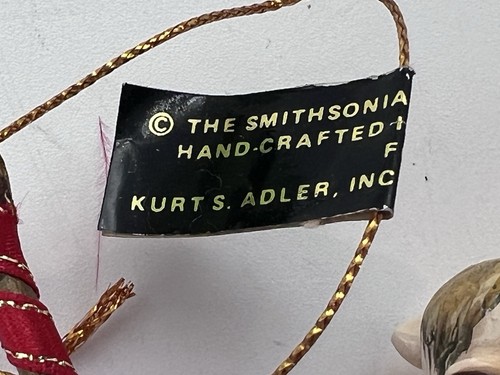 © THE SMITHSONIA
HAND-CRAFTED I
F
KURT S. ADLER, INC